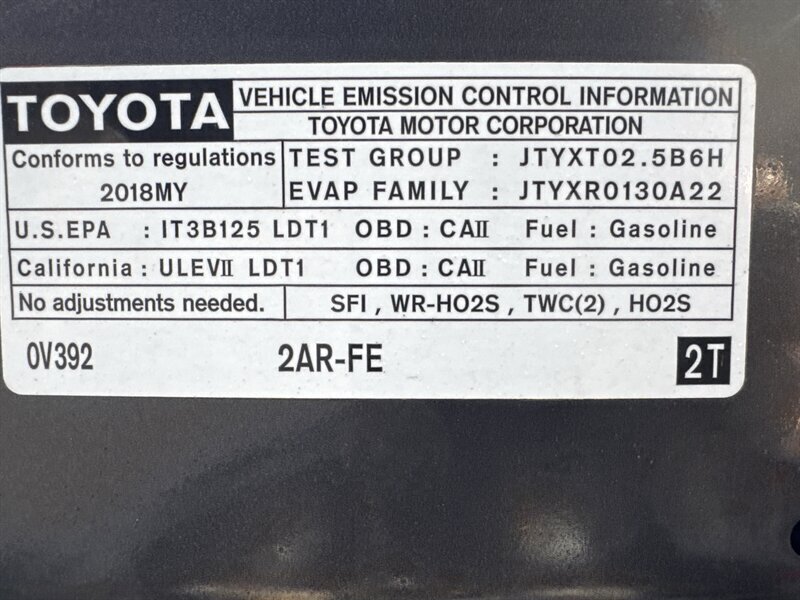 TOYOTA VEHICLE EMISSION CONTROL INFORMATION
TOYOTA MOTOR CORPORATION
Conforms to regulations TEST GROUP : JTYXT02.5B6H
2018MY EVAP FAMILY : JTYXR0130A22
U.S.EPA : IT3B125 LDT1 OBD : CAII Fuel : Gasoline
California : ULEVII LDT1 OBD : CAII Fuel : Gasoline
No adjustments needed. SFI , WR-HO2S , TWC(2) , HO2S
0V392 2AR-FE 2T